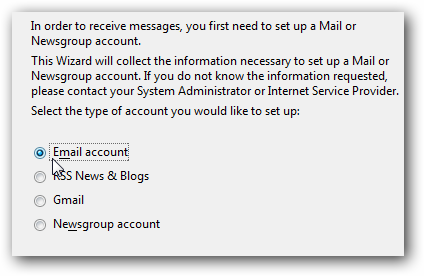 In order to receive messages, you first need to set up a Mail or
Newsgroup account.
This Wizard will collect the information necessary to set up a Mail or
Newsgroup account. If you do not know the information requested,
please contact your System Administrator or Internet Service Provider.
Select the type of account you would like to set up:
Email account
RSS News & Blogs
Gmail
Newsgroup account